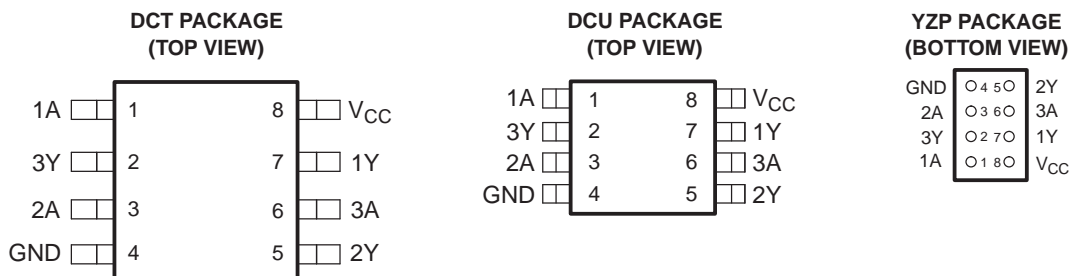 DCT PACKAGE
(TOP VIEW)
1A 1 8 VCC
3Y 2 7 1Y
2A 3 6 3A
GND 4 5 2Y
DCU PACKAGE
(TOP VIEW)
1A 1 8 VCC
3Y 2 7 1Y
2A 3 6 3A
GND 4 5 2Y
YZP PACKAGE
(BOTTOM VIEW)
GND 4 5 2Y
2A 3 6 3A
3Y 2 7 1Y
1A 1 8 VCC